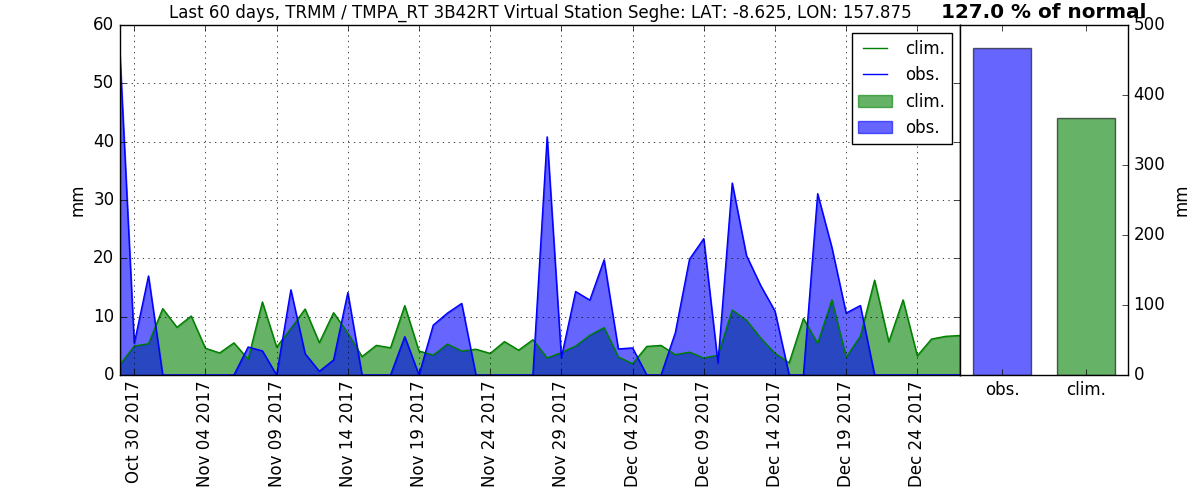 Last 60 days, TRMM / TMPA_RT 3B42RT Virtual Station Seghe: LAT: -8.625, LON: 157.875
127.0 % of normal
60
50
40
30
20
10
0
mm
clim.
obs.
clim.
obs.
Oct 30 2017
Nov 04 2017
Nov 09 2017
Nov 14 2017
Nov 19 2017
Nov 24 2017
Nov 29 2017
Dec 04 2017
Dec 09 2017
Dec 14 2017
Dec 19 2017
Dec 24 2017
500
400
300
200
100
0
mm
obs.
clim.